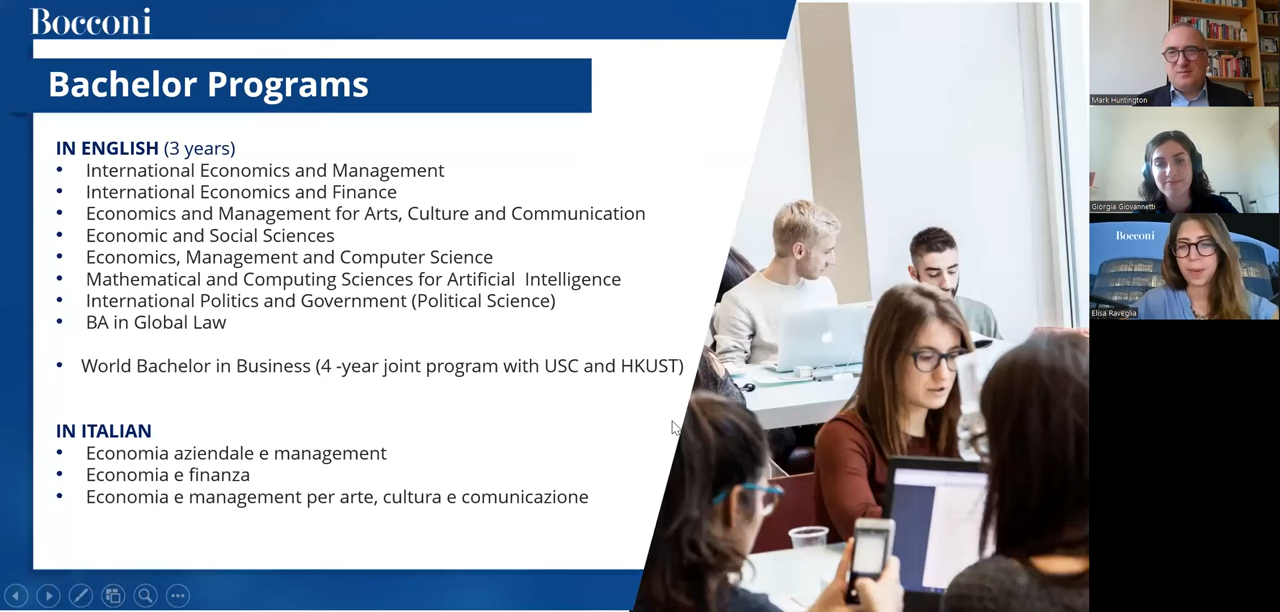 Bocconi
Bachelor Programs
IN ENGLISH (3 years)
• International Economics and Management
• International Economics and Finance
• Economics and Management for Arts, Culture and Communication
• Economic and Social Sciences
• Economics, Management and Computer Science
• Mathematical and Computing Sciences for Artificial Intelligence
• International Politics and Government (Political Science)
• BA in Global Law
• World Bachelor in Business (4 -year joint program with USC and HKUST)
IN ITALIAN
• Economia aziendale e management
• Economia e finanza
• Economia e management per arte, cultura e comunicazione
Mark Huntington
Giorgia Giovannetti
Bocconi
Elisa Raveglia